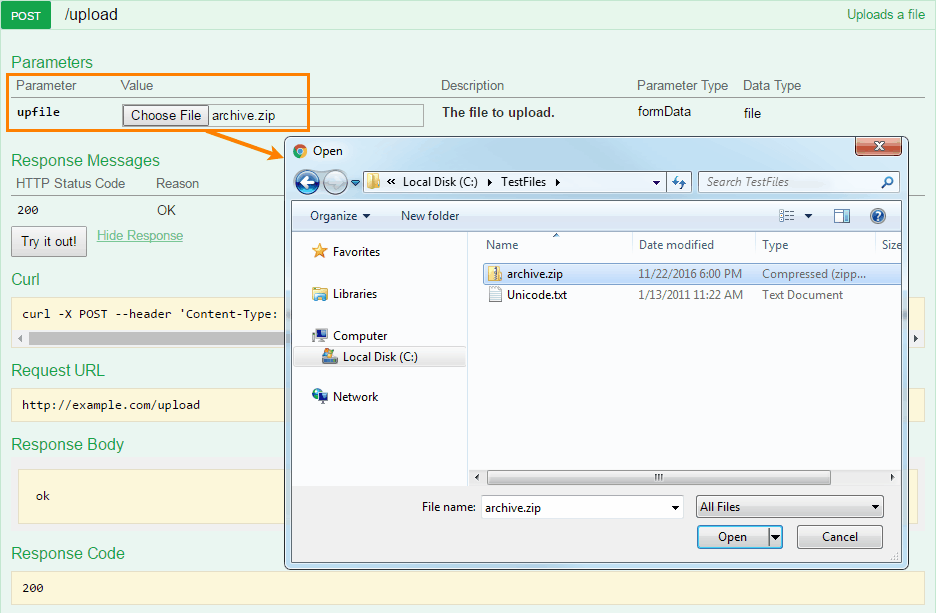 POST /upload Uploads a file
Parameters
Parameter Value Description Parameter Type Data Type
upfile Choose File archive.zip The file to upload. formData file
Response Messages
HTTP Status Code Reason
200 OK
Try it out! Hide Response
Curl
curl -X POST --header 'Content-Type:
Request URL
http://example.com/upload
Response Body
ok
Response Code
200
Open
« Local Disk (C:) TestFiles Search TestFiles
Organize New folder
Favorites
Libraries
Computer
Local Disk (C:)
Network
Name Date modified Type Size
archive.zip 11/22/2016 6:00 PM Compressed (zipp...
Unicode.txt 1/13/2011 11:22 AM Text Document
File name: archive.zip All Files
Open Cancel